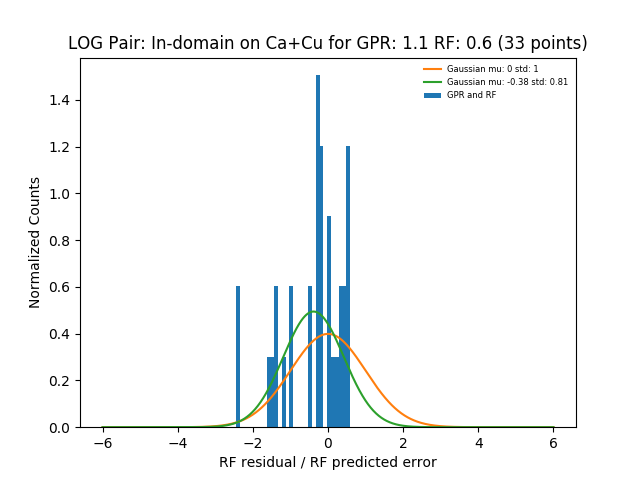 LOG Pair: In-domain on Ca+Cu for GPR: 1.1 RF: 0.6 (33 points)
Gaussian mu: 0 std: 1
Gaussian mu: -0.38 std: 0.81
GPR and RF
Normalized Counts
1.4
1.2
1.0
0.8
0.6
0.4
0.2
0.0
−6 −4 −2 0 2 4 6
RF residual / RF predicted error